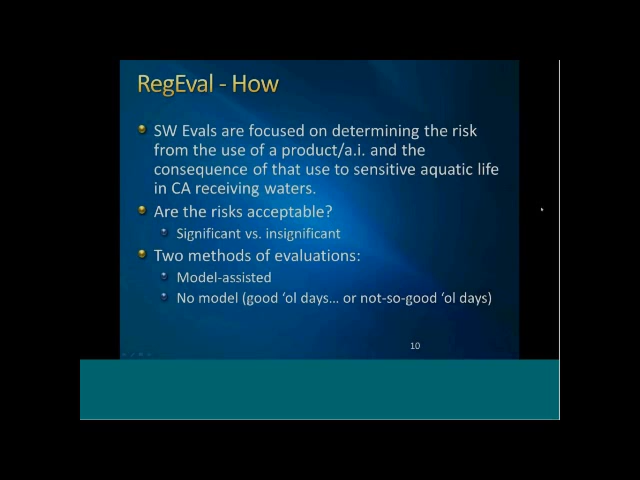 RegEval - How
SW Evals are focused on determining the risk
from the use of a product/a.i. and the
consequence of that use to sensitive aquatic life
in CA receiving waters.
Are the risks acceptable?
Significant vs. insignificant
Two methods of evaluations:
Model-assisted
No model (good ‘ol days… or not-so-good ‘ol days)
10